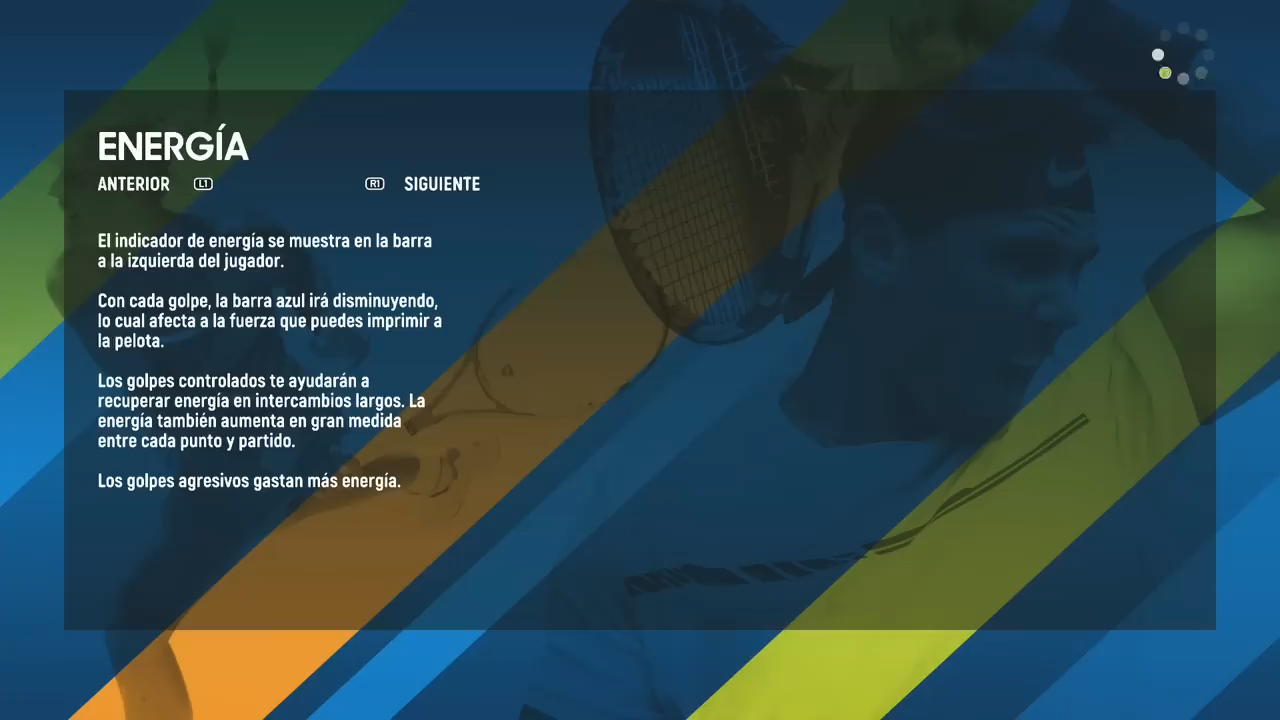 ENERGÍA
ANTERIOR L1 R1 SIGUIENTE
El indicador de energía se muestra en la barra
a la izquierda del jugador.
Con cada golpe, la barra azul irá disminuyendo,
lo cual afecta a la fuerza que puedes imprimir a
la pelota.
Los golpes controlados te ayudarán a
recuperar energía en intercambios largos. La
energía también aumenta en gran medida
entre cada punto y partido.
Los golpes agresivos gastan más energía.